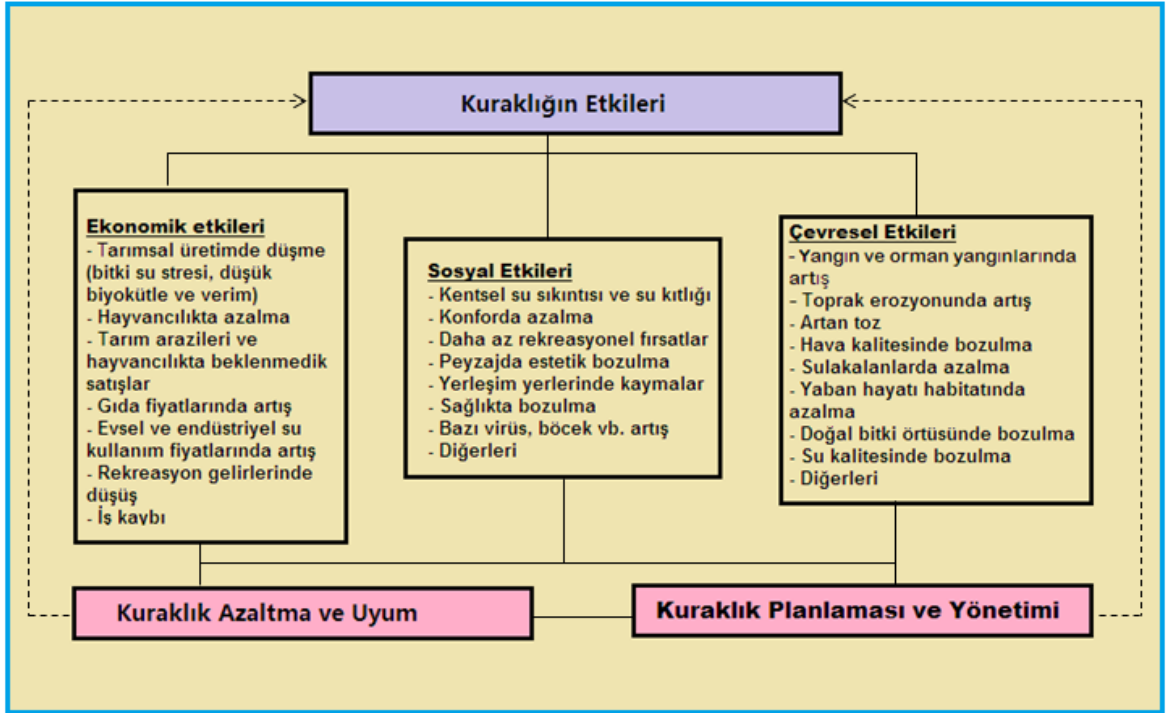 Kuraklığın Etkileri
Ekonomik etkileri
- Tarımsal üretimde düşme
(bitki su stresi, düşük
biyokütle ve verim)
- Hayvancılıkta azalma
- Tarım arazileri ve
hayvancılıkta beklenmedik
satışlar
- Gıda fiyatlarında artış
- Evsel ve endüstriyel su
kullanım fiyatlarında artış
- Rekreasyon gelirlerinde
düşüş
- İş kaybı
Sosyal Etkileri
- Kentsel su sıkıntısı ve su kıtlığı
- Konforda azalma
- Daha az rekreasyonel fırsatlar
- Peyzajda estetik bozulma
- Yerleşim yerlerinde kaymalar
- Sağlıkta bozulma
- Bazı virüs, böcek vb. artış
- Diğerleri
Çevresel Etkileri
- Yangın ve orman yangınlarında
artış
- Toprak erozyonunda artış
- Artan toz
- Hava kalitesinde bozulma
- Sulakalanlarda azalma
- Yaban hayatı habitatında
azalma
- Doğal bitki örtüsünde bozulma
- Su kalitesinde bozulma
- Diğerleri
Kuraklık Azaltma ve Uyum
Kuraklık Planlaması ve Yönetimi